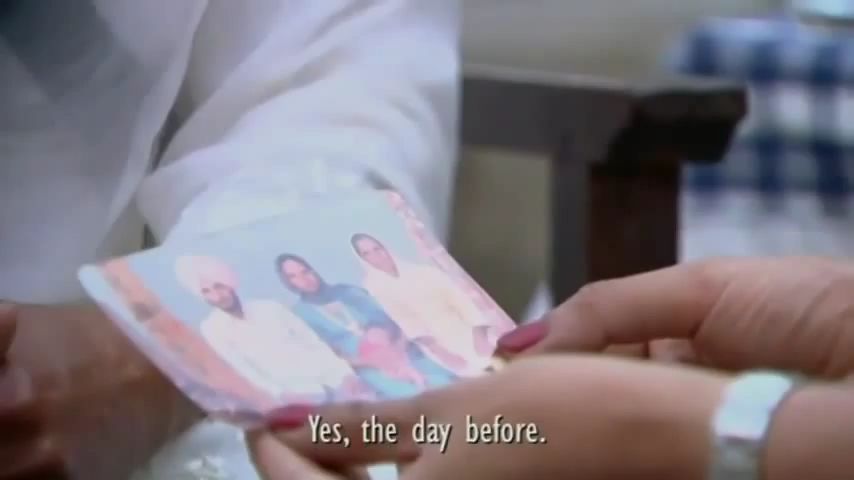 Yes, the day before.